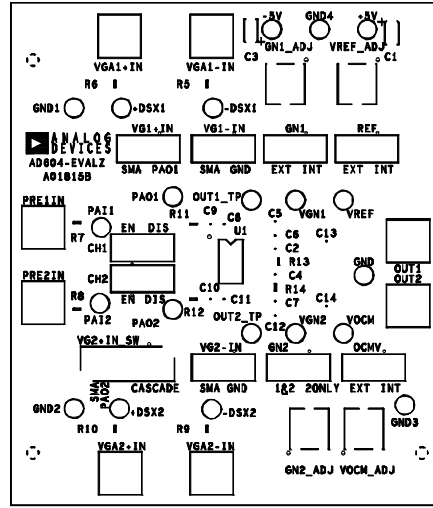 -5V GND4 +5V
VGA1+IN VGA1-IN C3 GN1_ADJ VREF_ADJ C1
R6 R5
GND1 +DSX1 -DSX1
ANALOG DEVICES
VG1+IN VG1-IN GN1 REF
AD604-EVALZ
A01815B
SMA PAO1 SMA GND EXT INT EXT INT
PAO1 OUT1_TP
PRE1IN PAI1 R11 C9 C8 C5 VGN1 VREF
R7 EN DIS U1 C6 C13
CH1 C2
R13 GND OUT1
PRE2IN CH2 C4 OUT2
R8 EN DIS C10 R14
PAI2 PAO2 R12 C11 C7 C14
OUT2_TP C12 VGN2 VOCM
VG2+IN_SW VG2-IN GN2 OCMV
SMA PAO2 CASCADE SMA GND 1&2 2ONLY EXT INT
GND2 +DSX2 -DSX2 GND3
R10 R9
VGA2+IN VGA2-IN
GN2_ADJ VOCM_ADJ